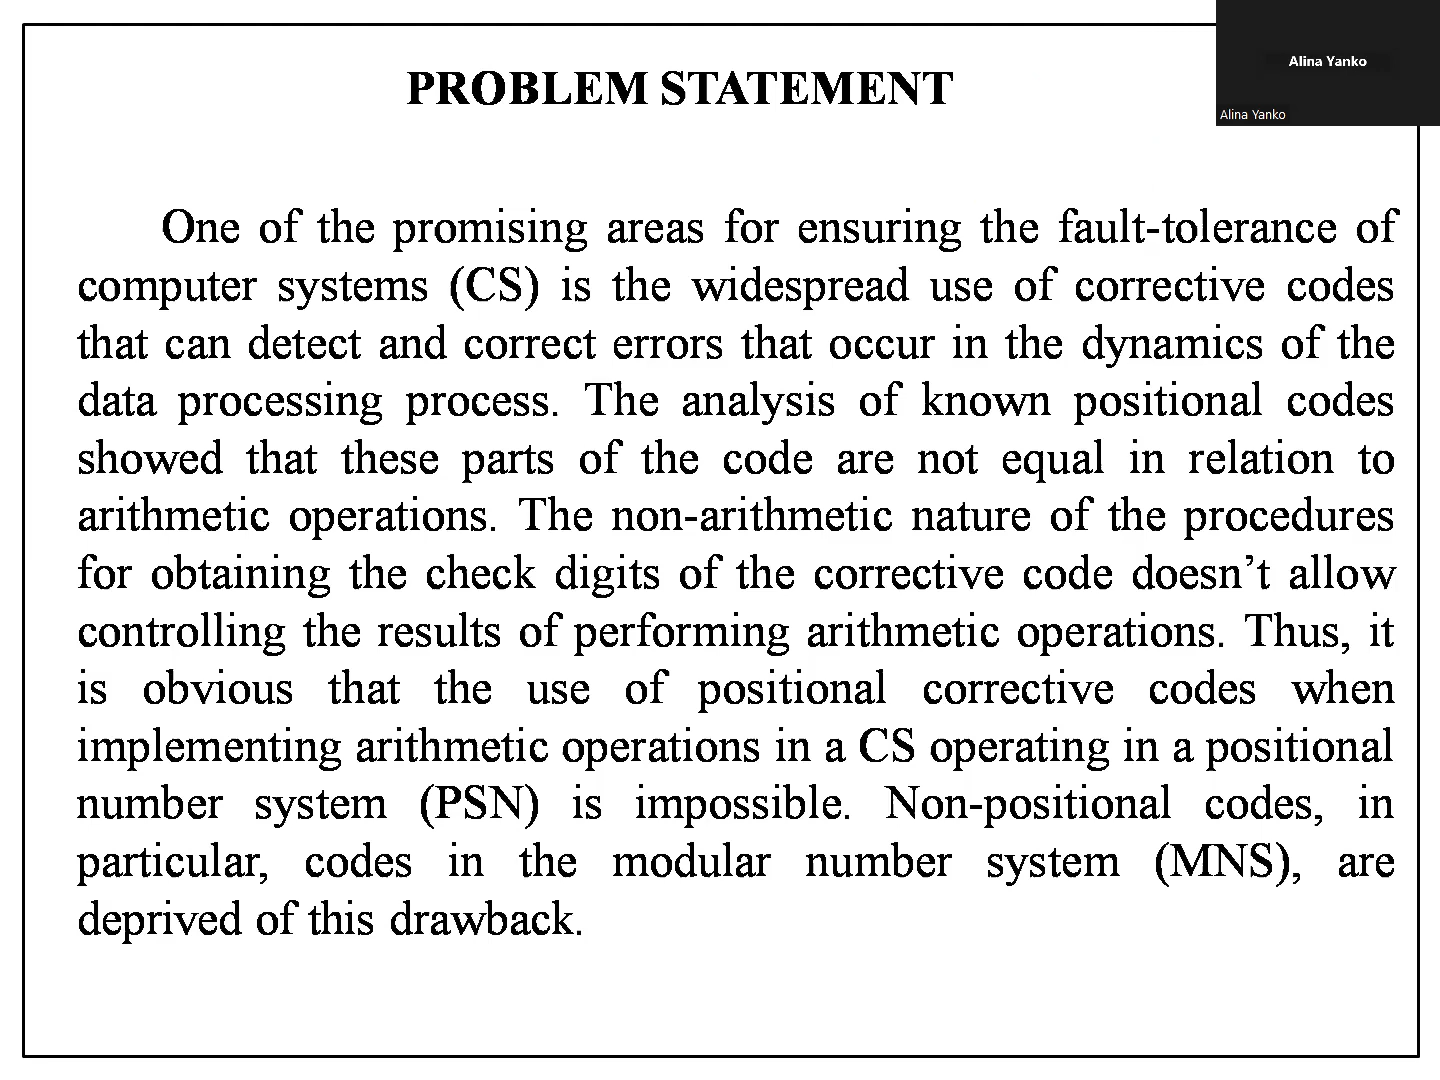 PROBLEM STATEMENT
Alina Yanko
Alina Yanko
One of the promising areas for ensuring the fault-tolerance of
computer systems (CS) is the widespread use of corrective codes
that can detect and correct errors that occur in the dynamics of the
data processing process. The analysis of known positional codes
showed that these parts of the code are not equal in relation to
arithmetic operations. The non-arithmetic nature of the procedures
for obtaining the check digits of the corrective code doesn’t allow
controlling the results of performing arithmetic operations. Thus, it
is obvious that the use of positional corrective codes when
implementing arithmetic operations in a CS operating in a positional
number system (PSN) is impossible. Non-positional codes, in
particular, codes in the modular number system (MNS), are
deprived of this drawback.